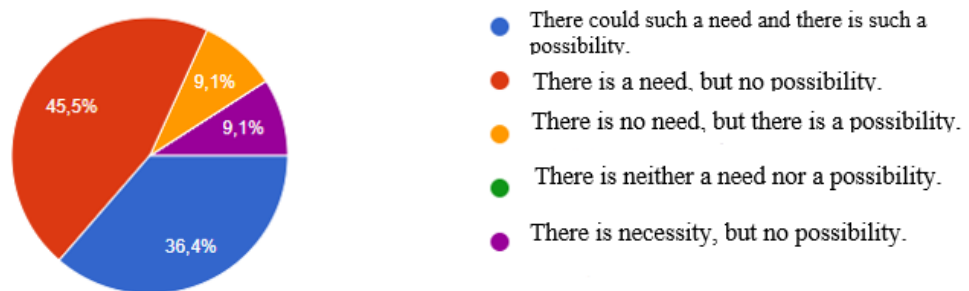 There could such a need and there is such a
possibility.
45,5%
9,1%
9,1%
36,4%
There is a need, but no possibility.
There is no need, but there is a possibility.
There is neither a need nor a possibility.
There is necessity, but no possibility.